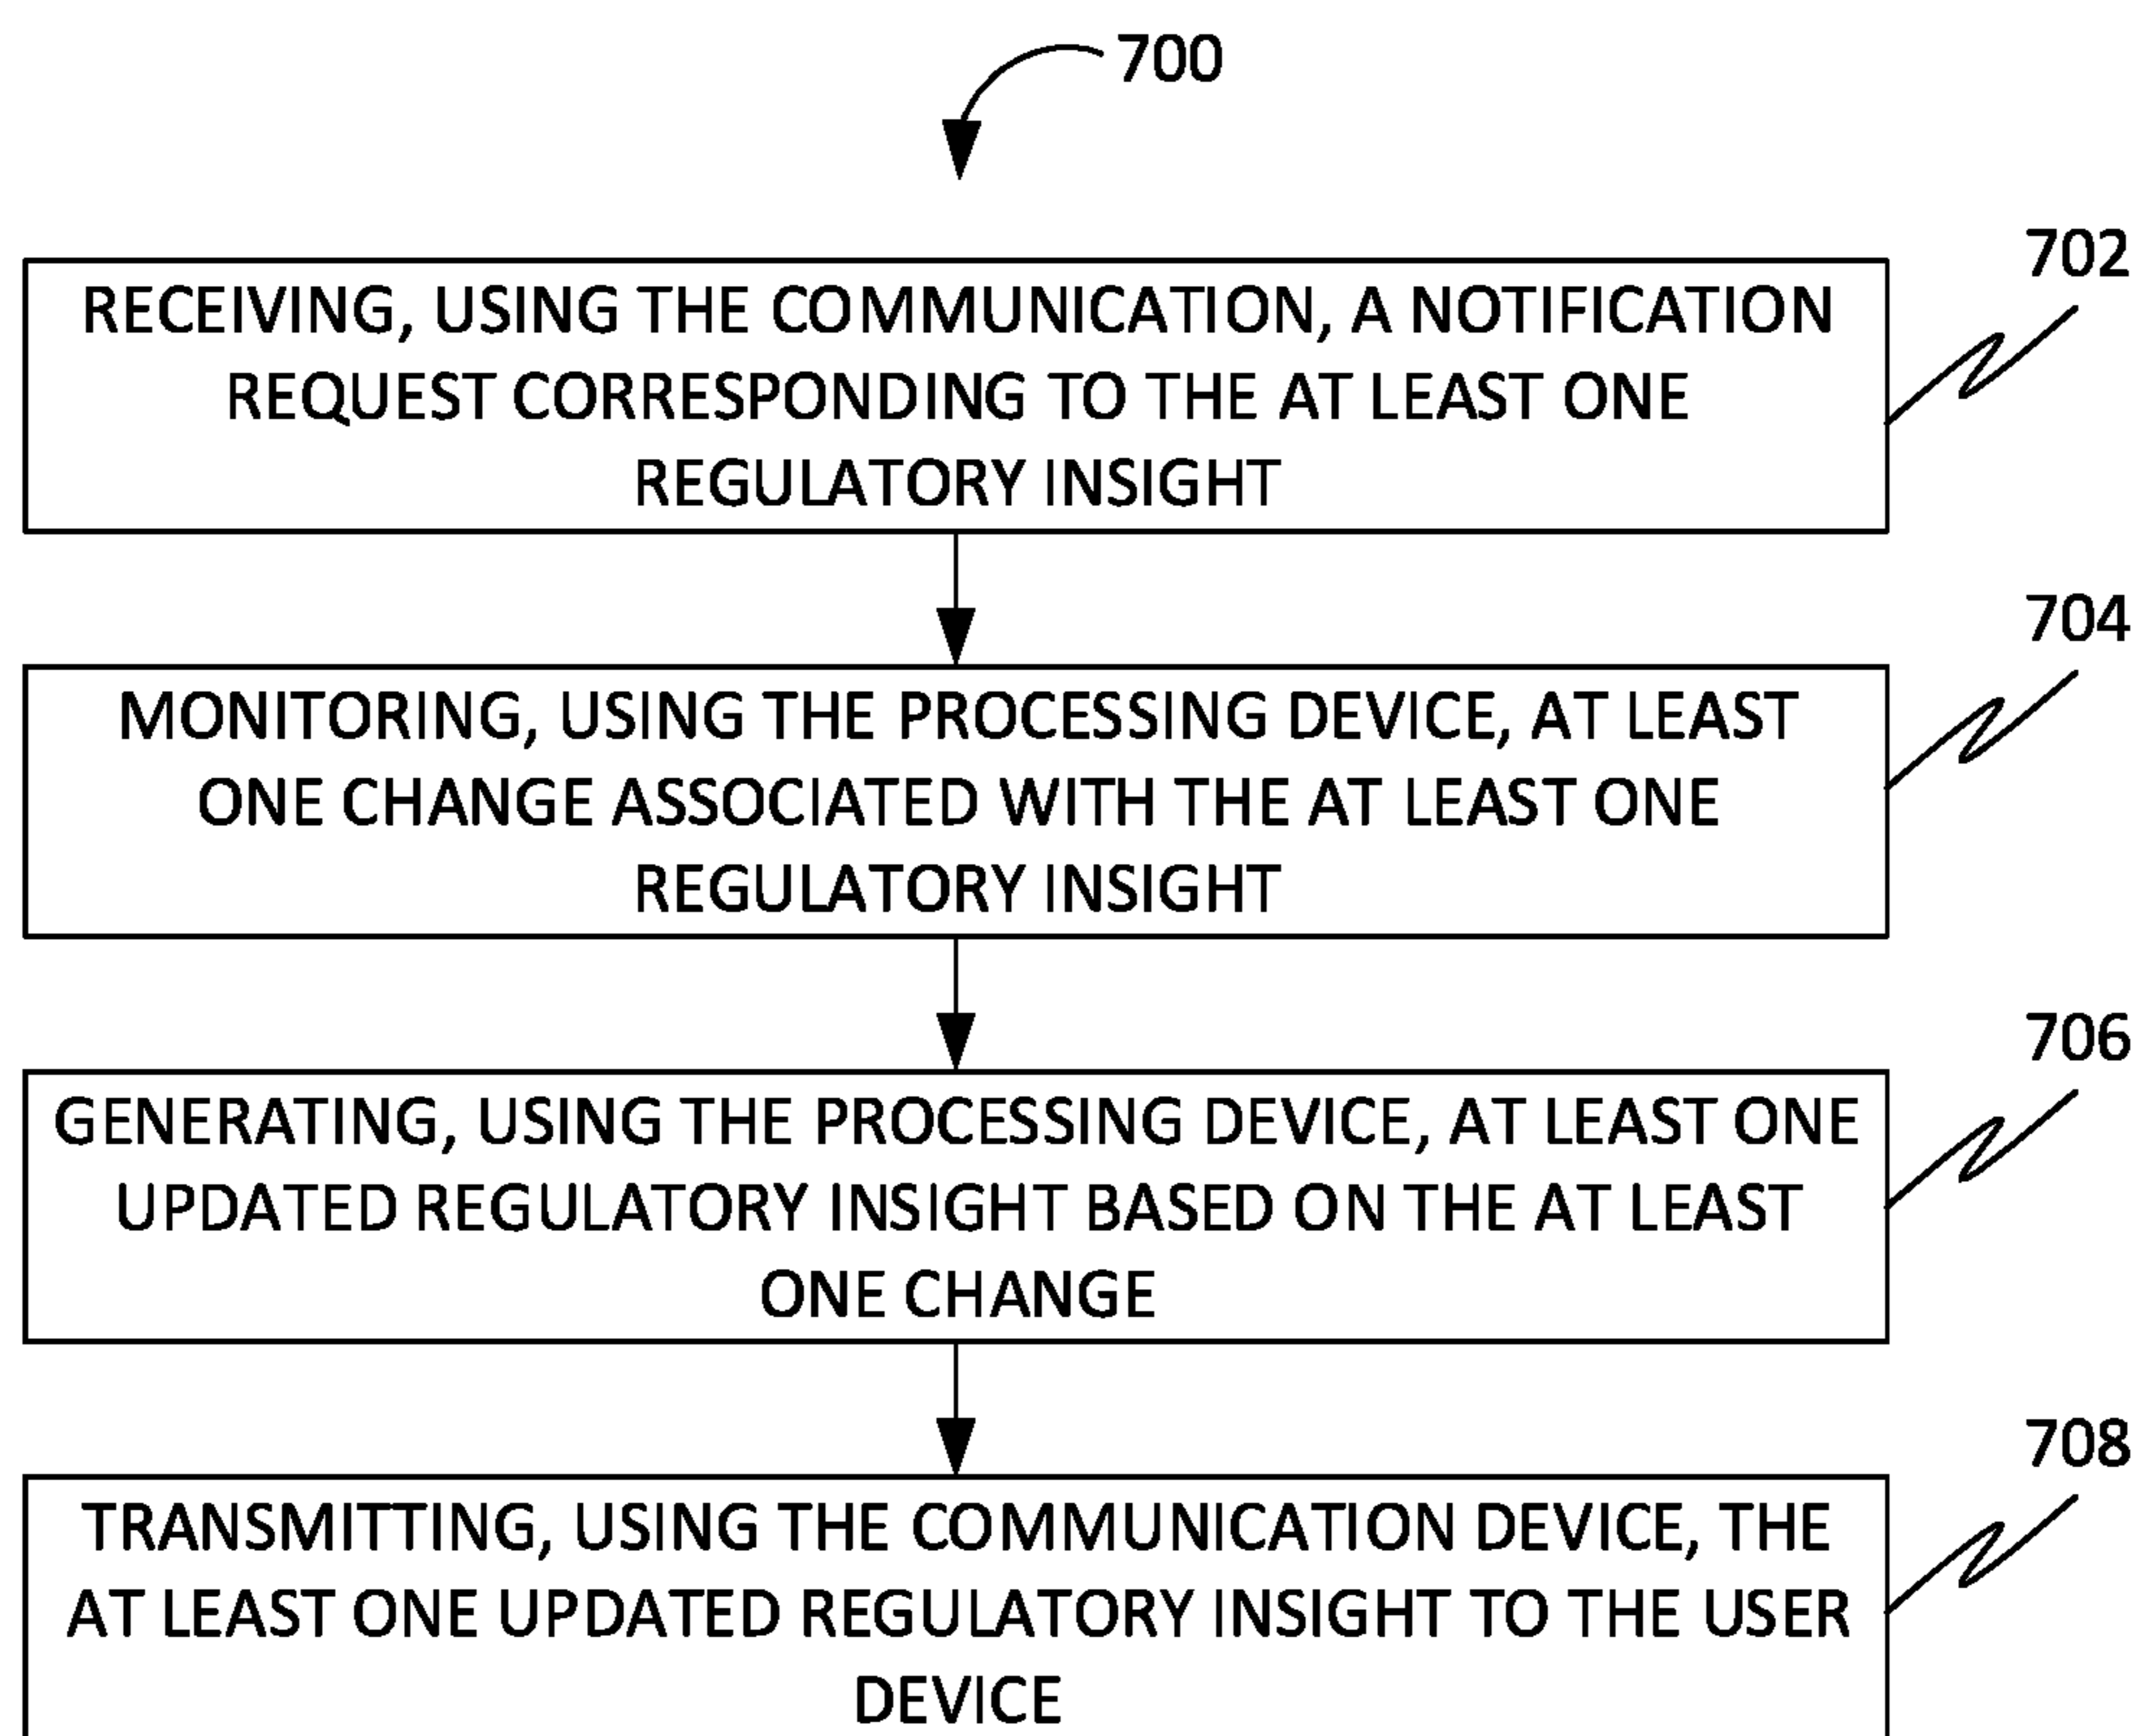 700
702
RECEIVING, USING THE COMMUNICATION, A NOTIFICATION
REQUEST CORRESPONDING TO THE AT LEAST ONE
REGULATORY INSIGHT
704
MONITORING, USING THE PROCESSING DEVICE, AT LEAST
ONE CHANGE ASSOCIATED WITH THE AT LEAST ONE
REGULATORY INSIGHT
706
GENERATING, USING THE PROCESSING DEVICE, AT LEAST ONE
UPDATED REGULATORY INSIGHT BASED ON THE AT LEAST
ONE CHANGE
708
TRANSMITTING, USING THE COMMUNICATION DEVICE, THE
AT LEAST ONE UPDATED REGULATORY INSIGHT TO THE USER
DEVICE